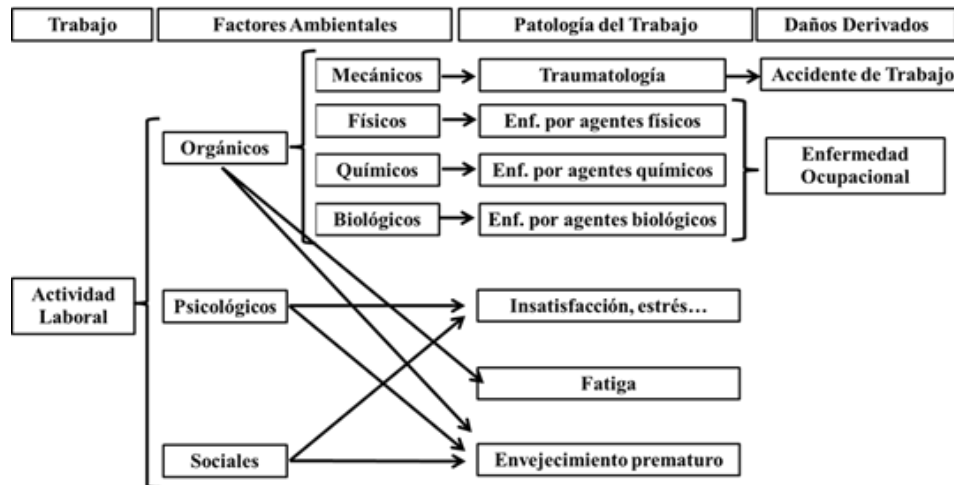 Trabajo
Factores Ambientales
Patología del Trabajo
Daños Derivados
Mecánicos
Traumatología
Accidente de Trabajo
Físicos
Enf. por agentes físicos
Orgánicos
Químicos
Enf. por agentes químicos
Enfermedad
Ocupacional
Biológicos
Enf. por agentes biológicos
Actividad
Laboral
Psicológicos
Insatisfacción, estrés...
Fatiga
Sociales
Envejecimiento prematuro